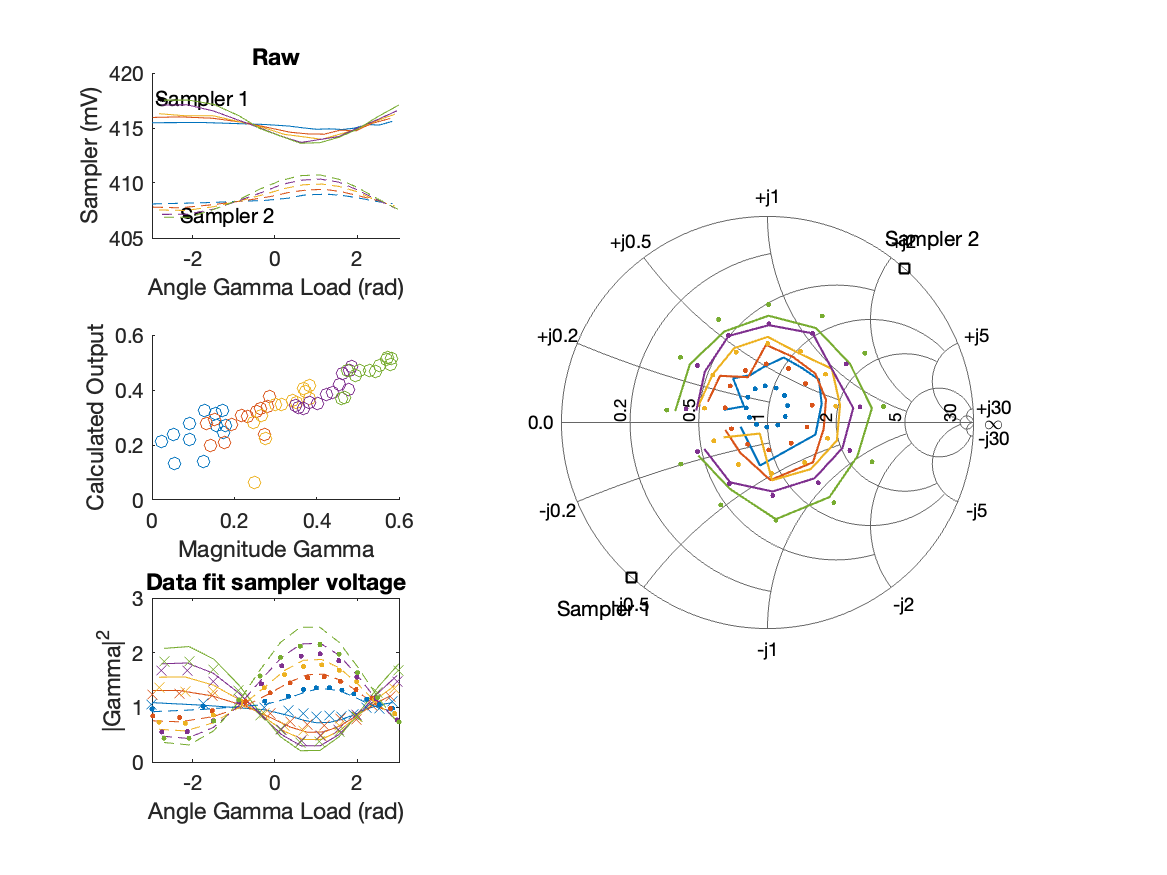 Raw
420
415
410
405
Sampler (mV)
Sampler 1
Sampler 2
-2
0
2
Angle Gamma Load (rad)
0.6
0.4
0.2
0
Calculated Output
0
0.2
0.4
0.6
Magnitude Gamma
Data fit sampler voltage
3
2
1
0
|Gamma|²
-2
0
2
Angle Gamma Load (rad)
+j1
+j0.5
+j2
Sampler 2
+j0.2
+j5
0.0
0.2
0.5
1
2
5
30
+j30
∞
-j30
-j0.2
-j5
Sampler 1
-j0.5
-j2
-j1